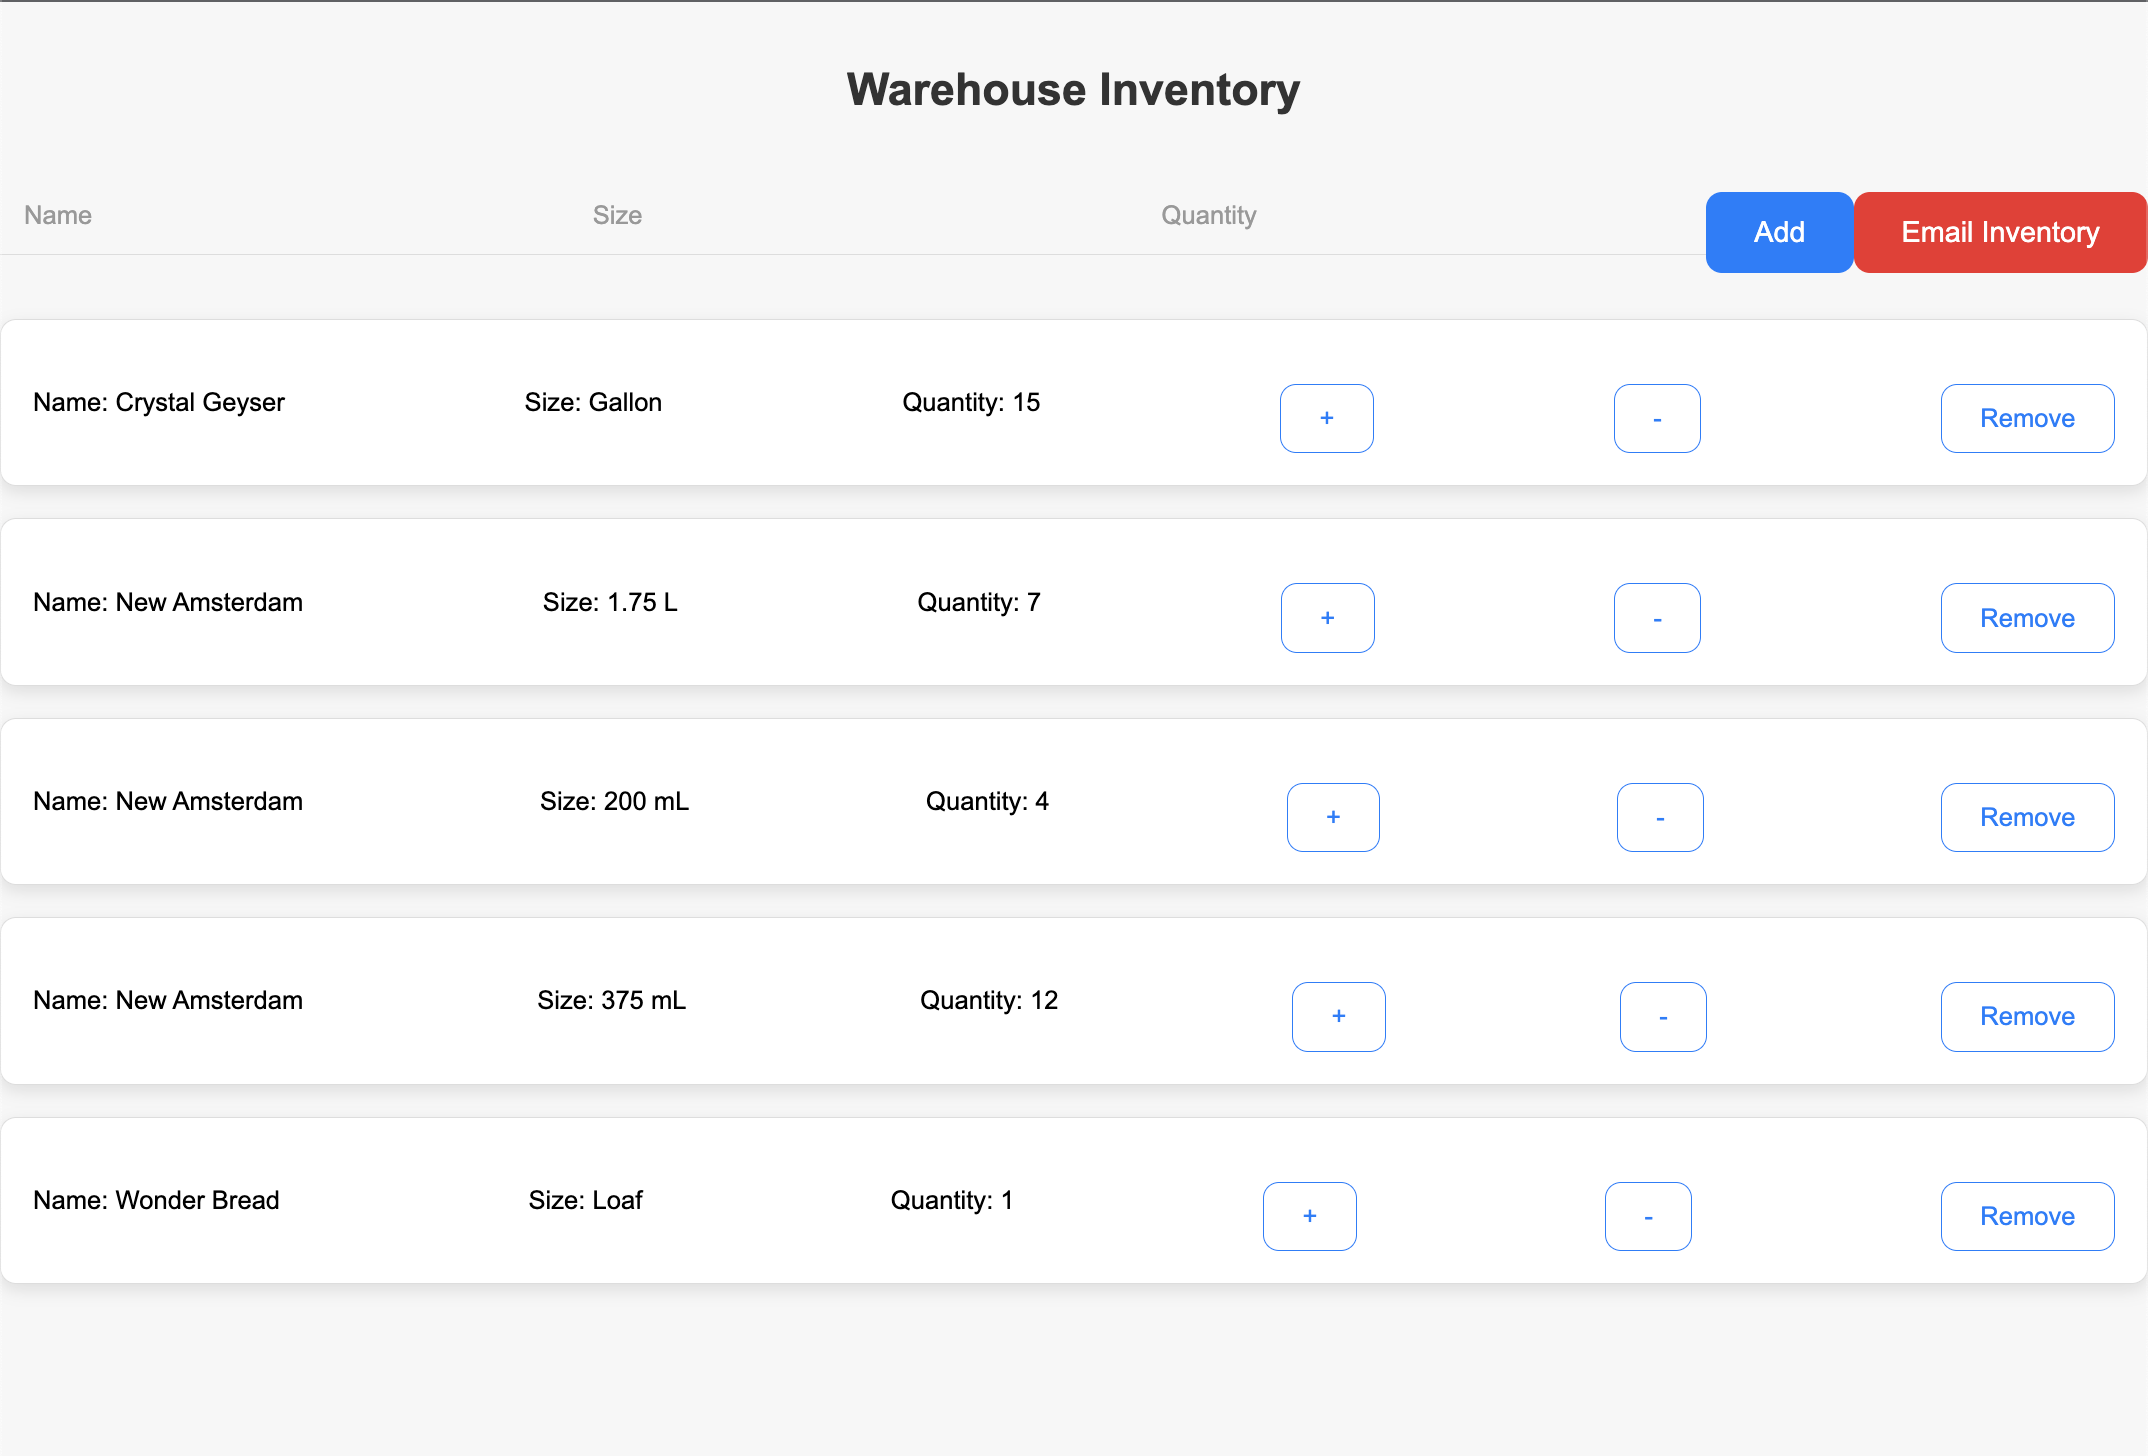 Warehouse Inventory
Name Size Quantity Add Email Inventory
Name: Crystal Geyser Size: Gallon Quantity: 15 + - Remove
Name: New Amsterdam Size: 1.75 L Quantity: 7 + - Remove
Name: New Amsterdam Size: 200 mL Quantity: 4 + - Remove
Name: New Amsterdam Size: 375 mL Quantity: 12 + - Remove
Name: Wonder Bread Size: Loaf Quantity: 1 + - Remove